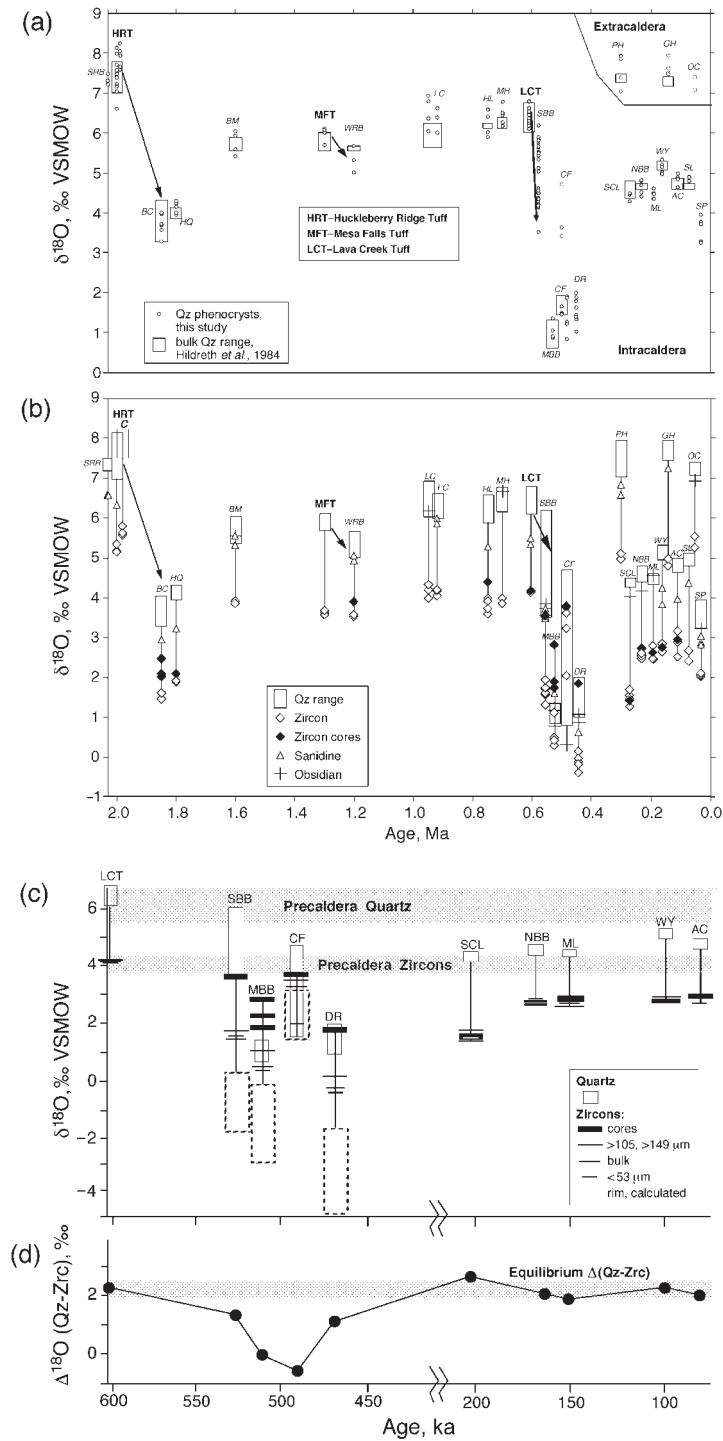 (a)
9
8
7
6
5
4
3
2
1
0
δ18O, ‰ VSMOW
HRT
SRB
BC
HQ
BM
MFT
WRB
LC
HL
MH
LCT
SBB
CF
CF
DR
MBB
Extracaldera
PH
GH
OC
SCL
NBB
ML
WY
AC
SL
SP
Intracaldera
HRT–Huckleberry Ridge Tuff
MFT–Mesa Falls Tuff
LCT–Lava Creek Tuff
Qz phenocrysts,
this study
bulk Qz range,
Hildreth et al., 1984
(b)
9
8
7
6
5
4
3
2
1
0
–1
δ18O, ‰ VSMOW
HRT
C
BC
HQ
BM
MFT
WRB
LC
LC
HL
MH
LCT
SBB
CF
MBB
DR
PH
GH
OC
SCL
NBB
ML
WY
AC
SL
SP
Qz range
Zircon
Zircon cores
Sanidine
Obsidian
2.0 1.8 1.6 1.4 1.2 1.0 0.8 0.6 0.4 0.2 0.0
Age, Ma
(c)
6
4
2
0
–2
–4
δ18O,‰ VSMOW
LCT
SBB
MBB
CF
DR
SCL
NBB
ML
WY
AC
Precaldera Quartz
Precaldera Zircons
Quartz
Zircons:
cores
>105, >149 μm
bulk
<53 μm
rim, calculated
(d)
2
0
Δ18O (Qz-Zrc), ‰
Equilibrium Δ(Qz-Zrc)
600 550 500 450 200 150 100
Age, ka